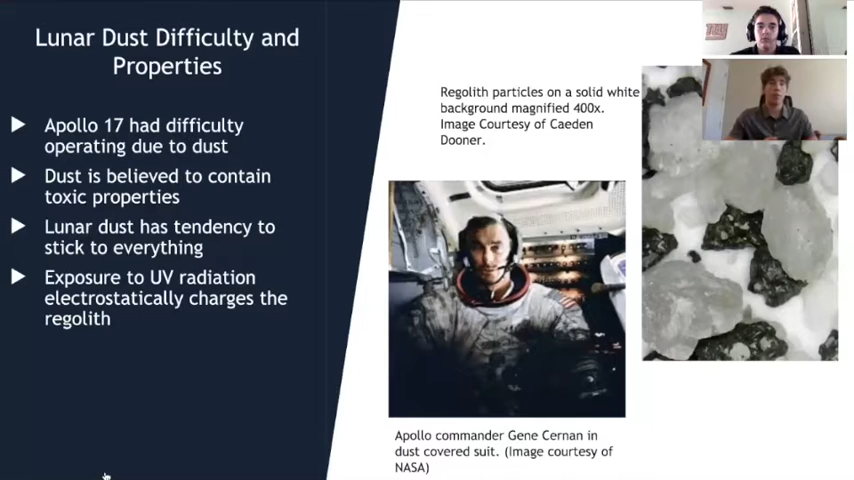 Lunar Dust Difficulty and
Properties
Apollo 17 had difficulty
operating due to dust
Dust is believed to contain
toxic properties
Lunar dust has tendency to
stick to everything
Exposure to UV radiation
electrostatically charges the
regolith
Regolith particles on a solid white
background magnified 400x.
Image Courtesy of Caeden
Dooner.
Apollo commander Gene Cernan in
dust covered suit. (Image courtesy of
NASA)